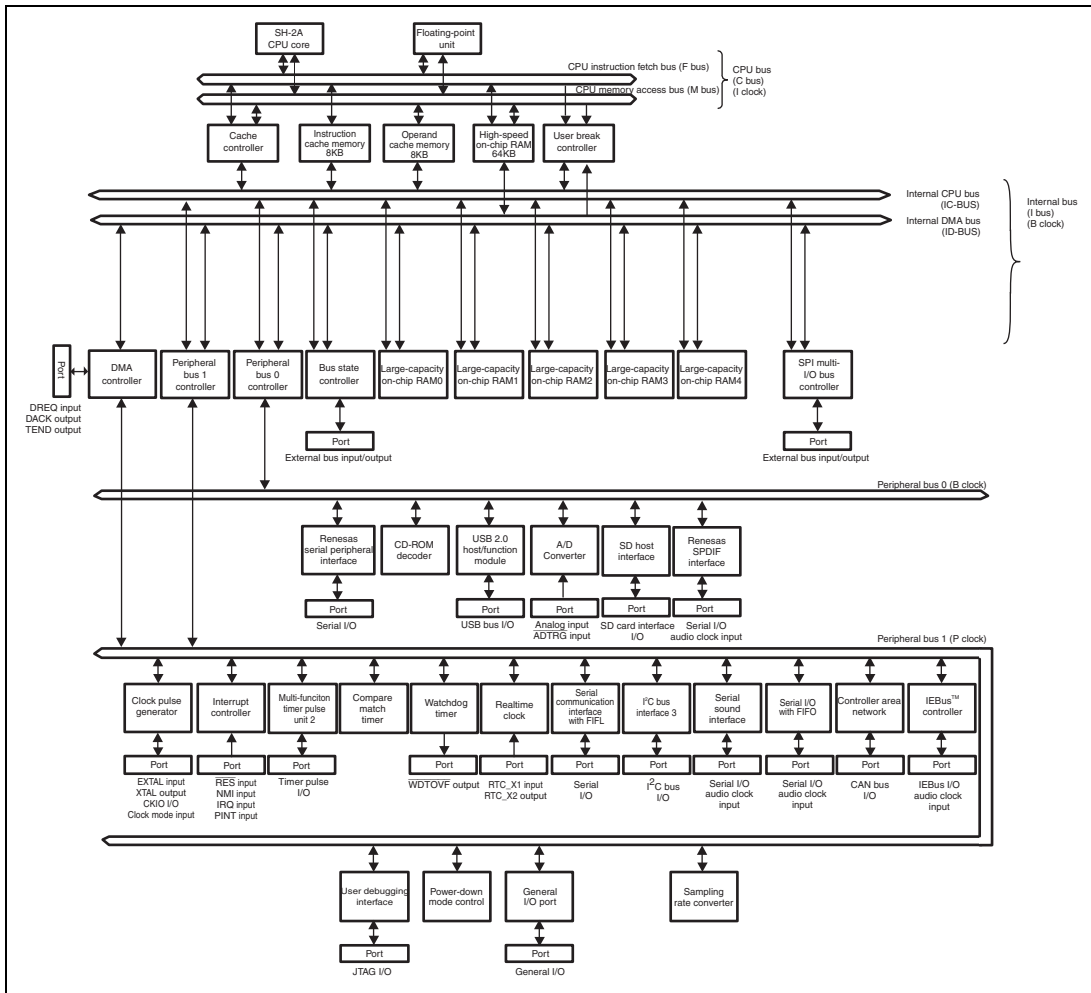 SH-2A
CPU core
Floating-point
unit
CPU instruction fetch bus (F bus)
CPU memory access bus (M bus)
CPU bus
(C bus)
(I clock)
Cache
controller
Instruction
cache memory
8KB
Operand
cache memory
8KB
High-speed
on-chip RAM
64KB
User break
controller
Internal CPU bus
(IC-BUS)
Internal DMA bus
(ID-BUS)
Internal bus
(I bus)
(B clock)
Port
DREQ input
DACK output
TEND output
DMA
controller
Peripheral
bus 1
controller
Peripheral
bus 0
controller
Bus state
controller
Large-capacity
on-chip RAM0
Large-capacity
on-chip RAM1
Large-capacity
on-chip RAM2
Large-capacity
on-chip RAM3
Large-capacity
on-chip RAM4
SPI multi-
I/O bus
controller
Port
External bus input/output
Port
External bus input/output
Peripheral bus 0 (B clock)
Renesas
serial peripheral
interface
CD-ROM
decoder
USB 2.0
host/function
module
A/D
Converter
SD host
interface
Renesas
SPDIF
interface
Port
Serial I/O
Port
USB bus I/O
Port
Analog input
ADTRG input
Port
SD card interface
I/O
Port
Serial I/O
audio clock input
Peripheral bus 1 (P clock)
Clock pulse
generator
Interrupt
controller
Multi-funciton
timer pulse
unit 2
Compare
match
timer
Watchdog
timer
Realtime
clock
Serial
communication
interface
with FIFL
I²C bus
interface 3
Serial
sound
interface
Serial I/O
with FIFO
Controller area
network
IEBus™
controller
Port
EXTAL input
XTAL output
CKIO I/O
Clock mode input
Port
RES input
NMI input
IRQ input
PINT input
Port
Timer pulse
I/O
Port
WDTOVF output
Port
RTC_X1 input
RTC_X2 output
Port
Serial
I/O
Port
I²C bus
I/O
Port
Serial I/O
audio clock
input
Port
Serial I/O
audio clock
input
Port
CAN bus
I/O
Port
IEBus I/O
audio clock
input
User debugging
interface
Power-down
mode control
General
I/O port
Sampling
rate converter
Port
JTAG I/O
Port
General I/O